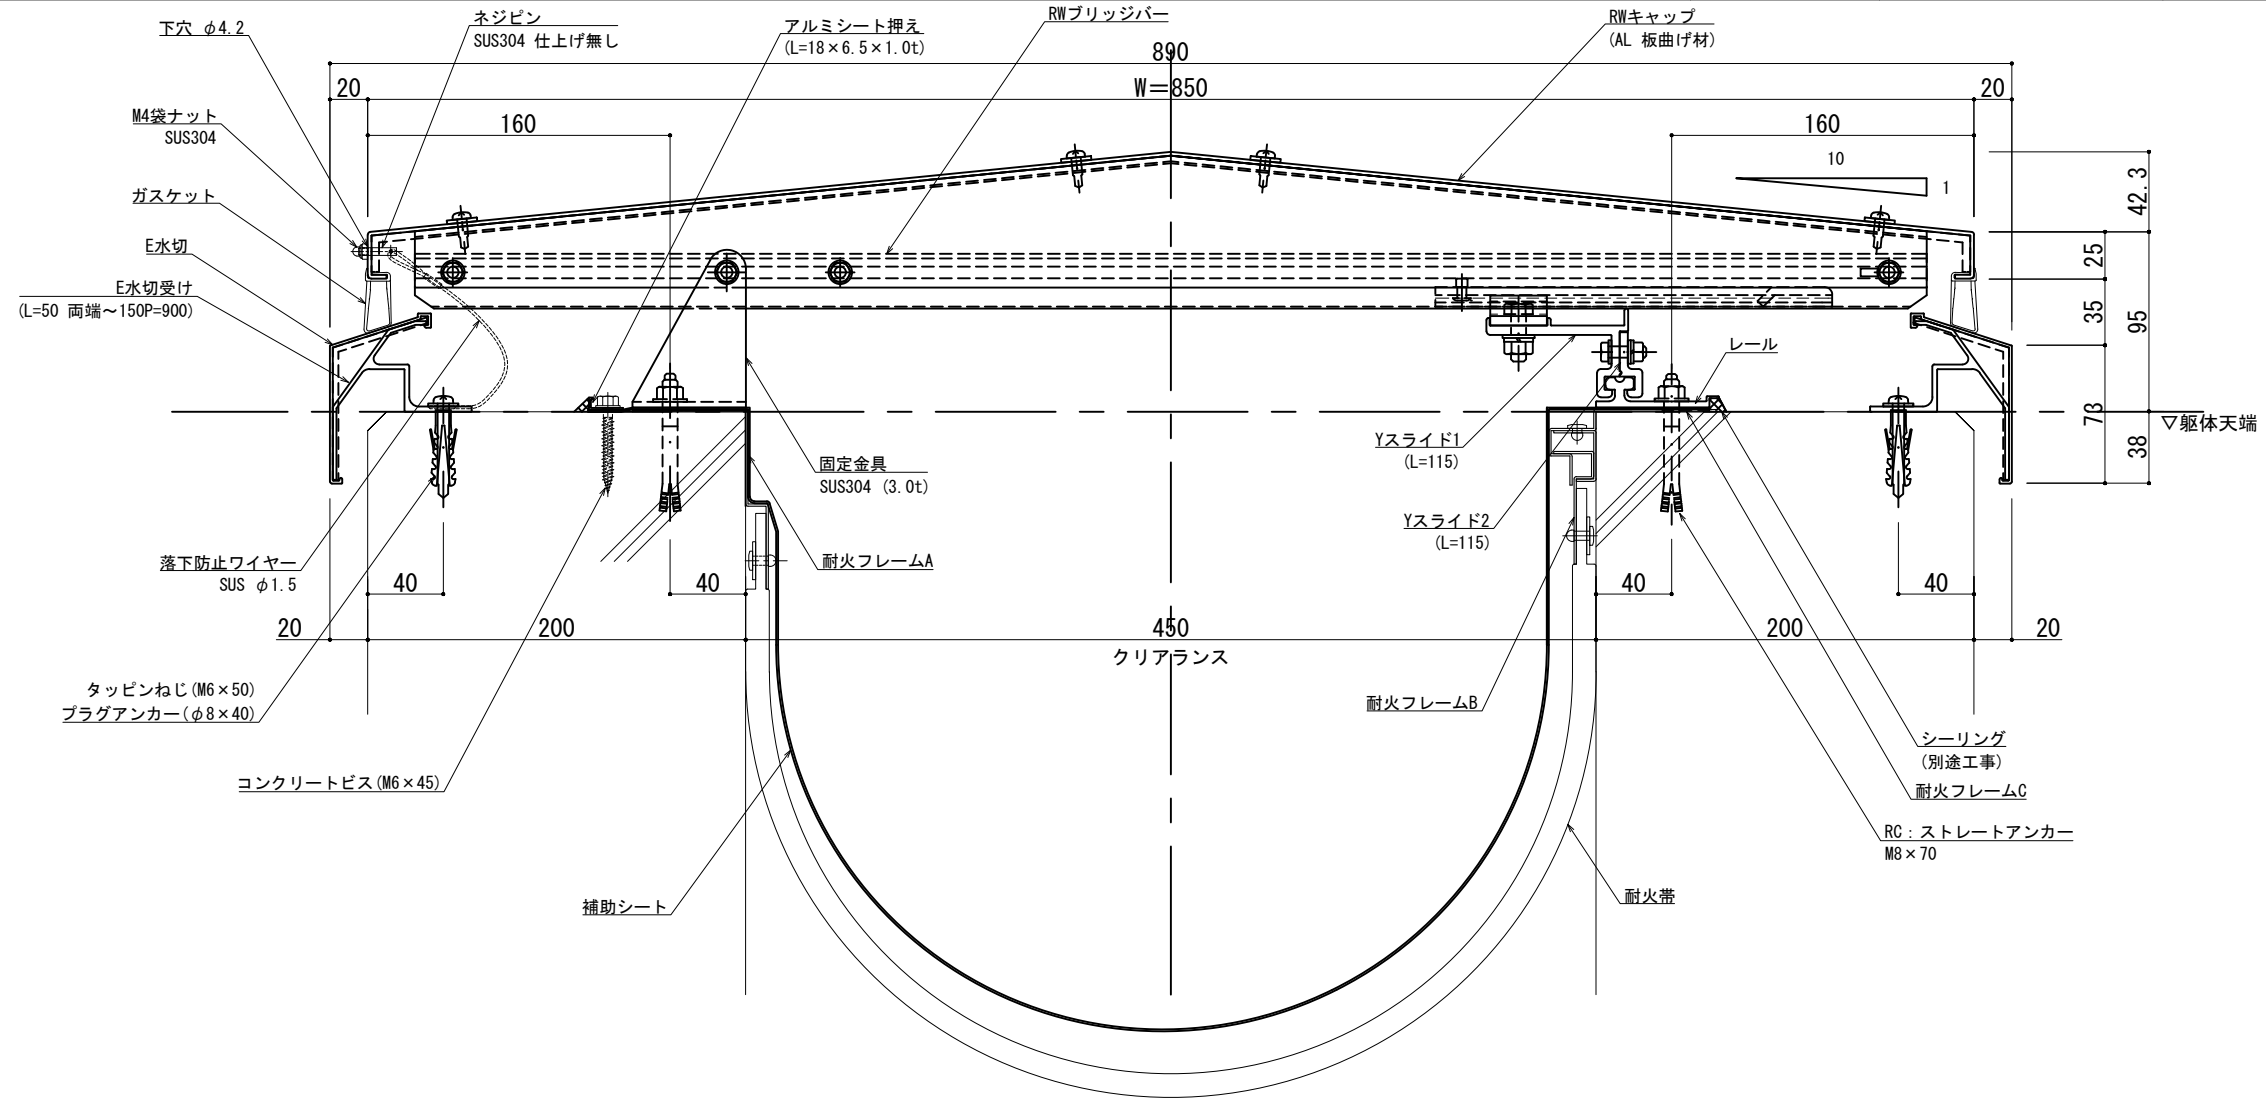 下穴 φ4.2
ネジピン
SUS304 仕上げ無し
アルミシート押え
(L=18×6.5×1.0t)
RWブリッジバー
RWキャップ
(AL 板曲げ材)
890
20
W=850
20
M4袋ナット
SUS304
160
160
10
1
42.3
ガスケット
E水切
E水切受け
(L=50 両端～150P=900)
25
35
95
73
38
レール
▽躯体天端
Yスライド1
(L=115)
固定金具
SUS304 (3.0t)
Yスライド2
(L=115)
落下防止ワイヤー
SUS φ1.5
耐火フレームA
40
40
40
40
20
200
450
200
20
クリアランス
タッピンねじ(M6×50)
プラグアンカー(φ8×40)
耐火フレームB
シーリング
(別途工事)
コンクリートビス(M6×45)
耐火フレームC
RC：ストレートアンカー
M8×70
補助シート
耐火帯